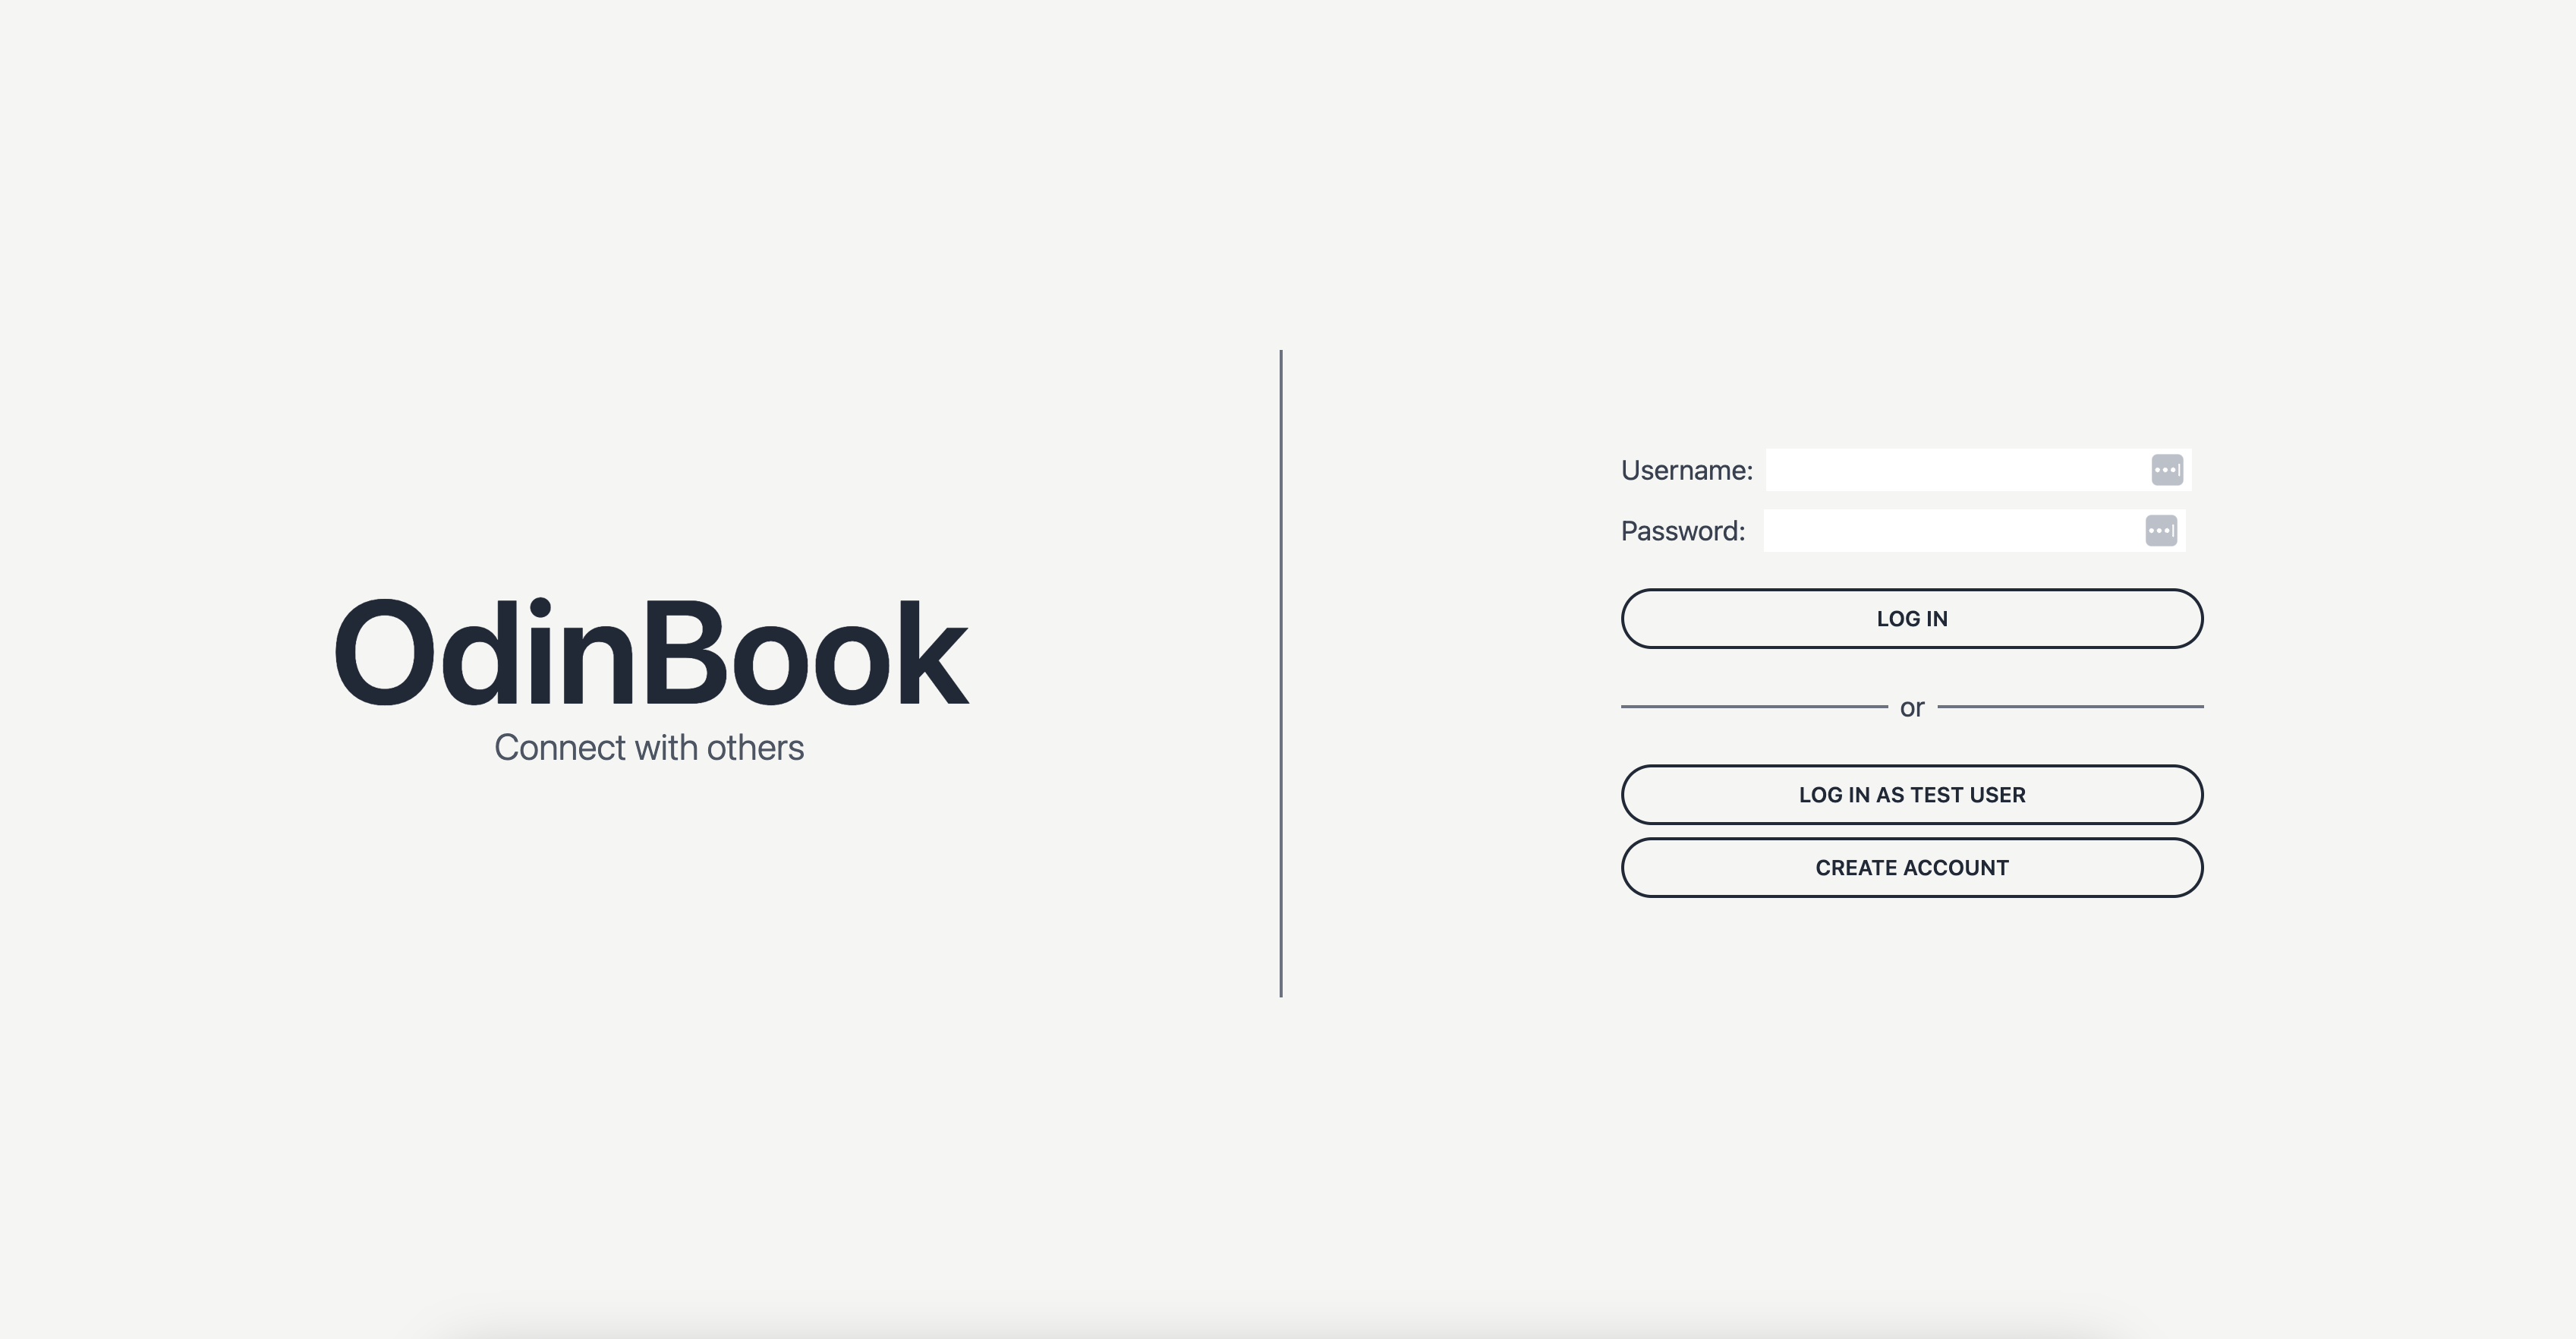 OdinBook
Connect with others
Username:
Password:
LOG IN
or
LOG IN AS TEST USER
CREATE ACCOUNT